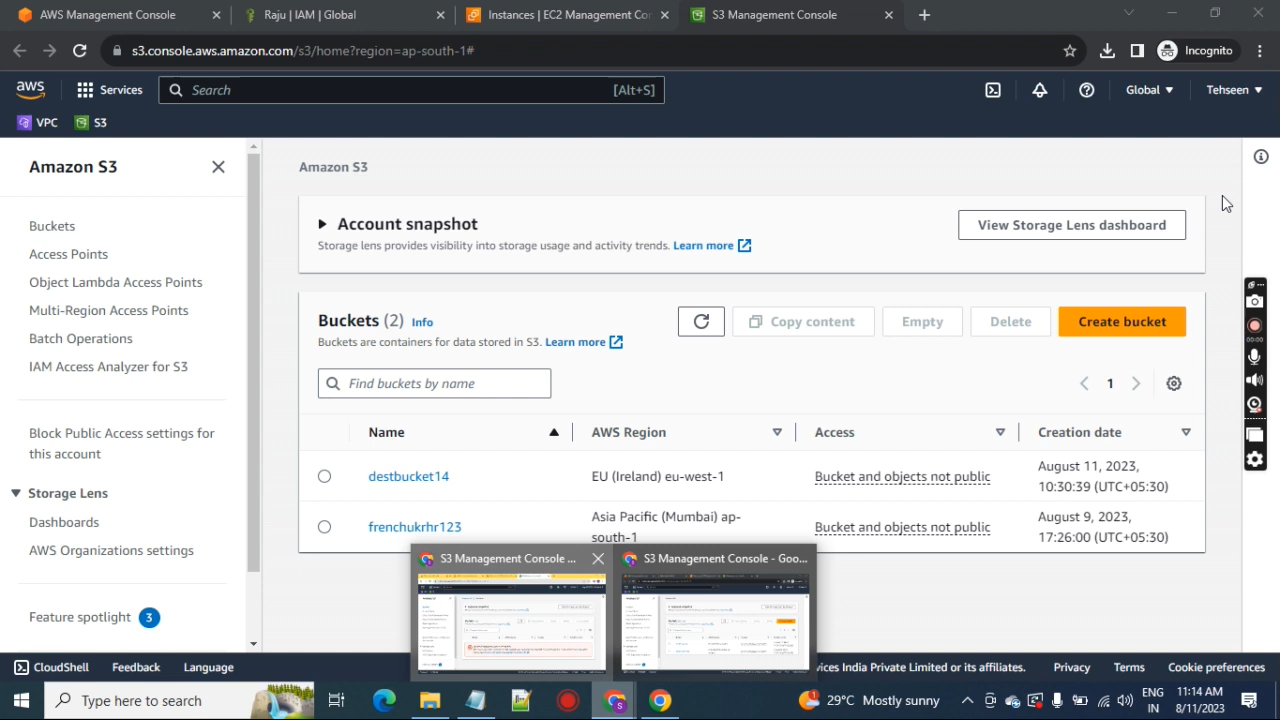 AWS Management Console
Raju | IAM | Global
Instances | EC2 Management Con
S3 Management Console
s3.console.aws.amazon.com/s3/home?region=ap-south-1#
Incognito
aws
Services
Search
[Alt+S]
Global
Tehseen
VPC
S3
Amazon S3
Buckets
Access Points
Object Lambda Access Points
Multi-Region Access Points
Batch Operations
IAM Access Analyzer for S3
Block Public Access settings for
this account
Storage Lens
Dashboards
AWS Organizations settings
Feature spotlight 3
Amazon S3
Account snapshot
Storage lens provides visibility into storage usage and activity trends. Learn more
View Storage Lens dashboard
Buckets (2) Info
Buckets are containers for data stored in S3. Learn more
Copy content
Empty
Delete
Create bucket
Find buckets by name
1
Name
AWS Region
Access
Creation date
destbucket14
EU (Ireland) eu-west-1
Bucket and objects not public
August 11, 2023,
10:30:39 (UTC+05:30)
frenchukrhr123
Asia Pacific (Mumbai) ap-
south-1
Bucket and objects not public
August 9, 2023,
17:26:00 (UTC+05:30)
00:00
S3 Management Console ...
S3 Management Console - Goo...
CloudShell
Feedback
Language
ices India Private Limited or its affiliates.
Privacy
Terms
Cookie preferences
Type here to search
29°C Mostly sunny
ENG
IN
11:14 AM
8/11/2023